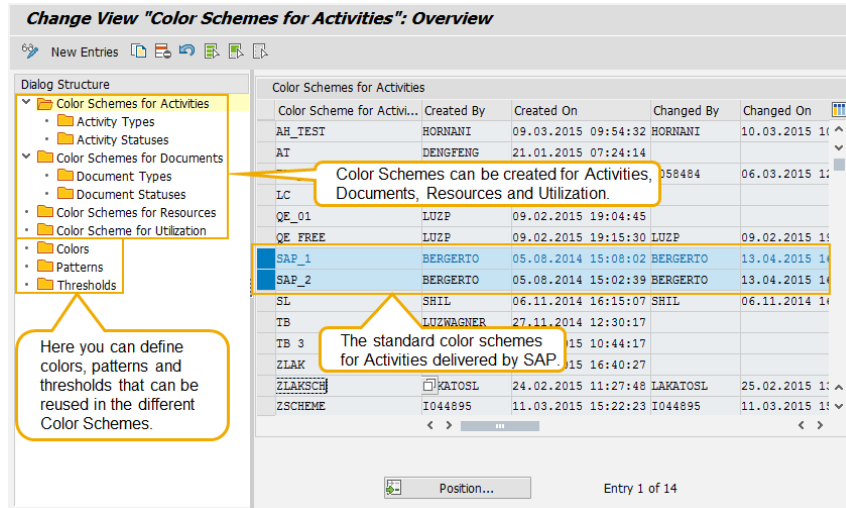 Change View "Color Schemes for Activities": Overview
New Entries
Dialog Structure
Color Schemes for Activities
Activity Types
Activity Statuses
Color Schemes for Documents
Document Types
Document Statuses
Color Schemes for Resources
Color Scheme for Utilization
Colors
Patterns
Thresholds
Here you can define
colors, patterns and
thresholds that can be
reused in the different
Color Schemes.
Color Schemes for Activities
Color Scheme for Activi... Created By Created On Changed By Changed On
AH_TEST HORNANI 09.03.2015 09:54:32 HORNANI 10.03.2015
AT DENGFENG 21.01.2015 07:24:14
058484 06.03.2015 12
Color Schemes can be created for Activities,
Documents, Resources and Utilization.
LC
QE_01 LUZP 09.02.2015 19:04:45
QE FREE LUZP 09.02.2015 19:15:30 LUZP 09.02.2015
SAP_1 BERGERTO 05.08.2014 15:08:02 BERGERTO 13.04.2015
SAP_2 BERGERTO 05.08.2014 15:02:39 BERGERTO 13.04.2015
SL SHIL 06.11.2014 16:15:07 SHIL 06.11.2014
TB LUZWAGNER 27.11.2014 12:30:17
TB 3 15 10:44:17
ZLAK 15 16:40:27
The standard color schemes
for Activities delivered by SAP.
ZLAKSCH KATOSL 24.02.2015 11:27:48 LAKATOSL 25.02.2015
ZSCHEME I044895 11.03.2015 15:22:23 I044895 11.03.2015
Position... Entry 1 of 14